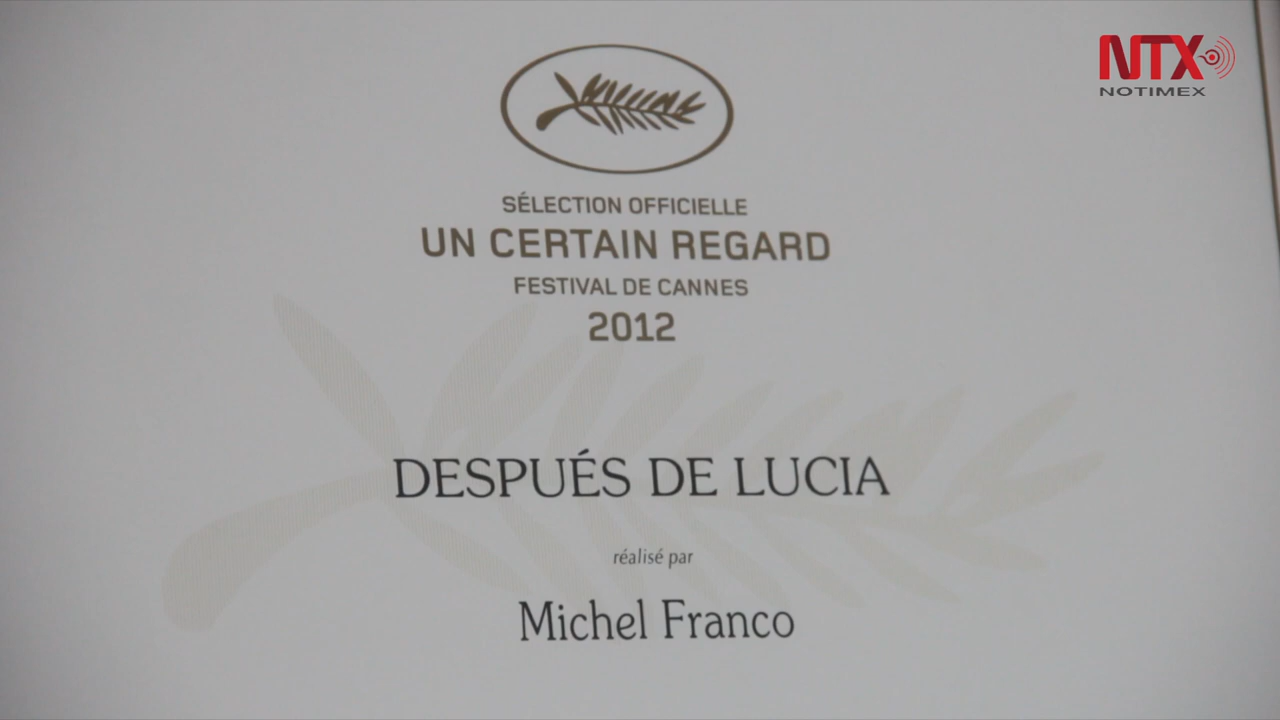 NTX
NOTIMEX
SÉLECTION OFFICIELLE
UN CERTAIN REGARD
FESTIVAL DE CANNES
2012
DESPUÉS DE LUCIA
réalisé par
Michel Franco